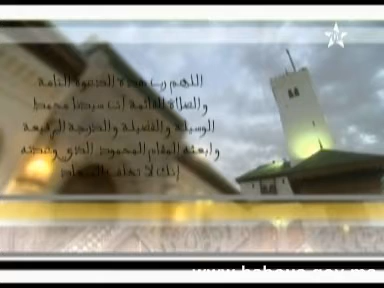 اللهم رب هذه الدعوة التامة
والصلاة القائمة آت سيدنا محمد
الوسيلة والفضيلة والدرجة الرفيعة
وابعثه المقام المحمود الذي وعدته
إنك لا تخلف الميعاد